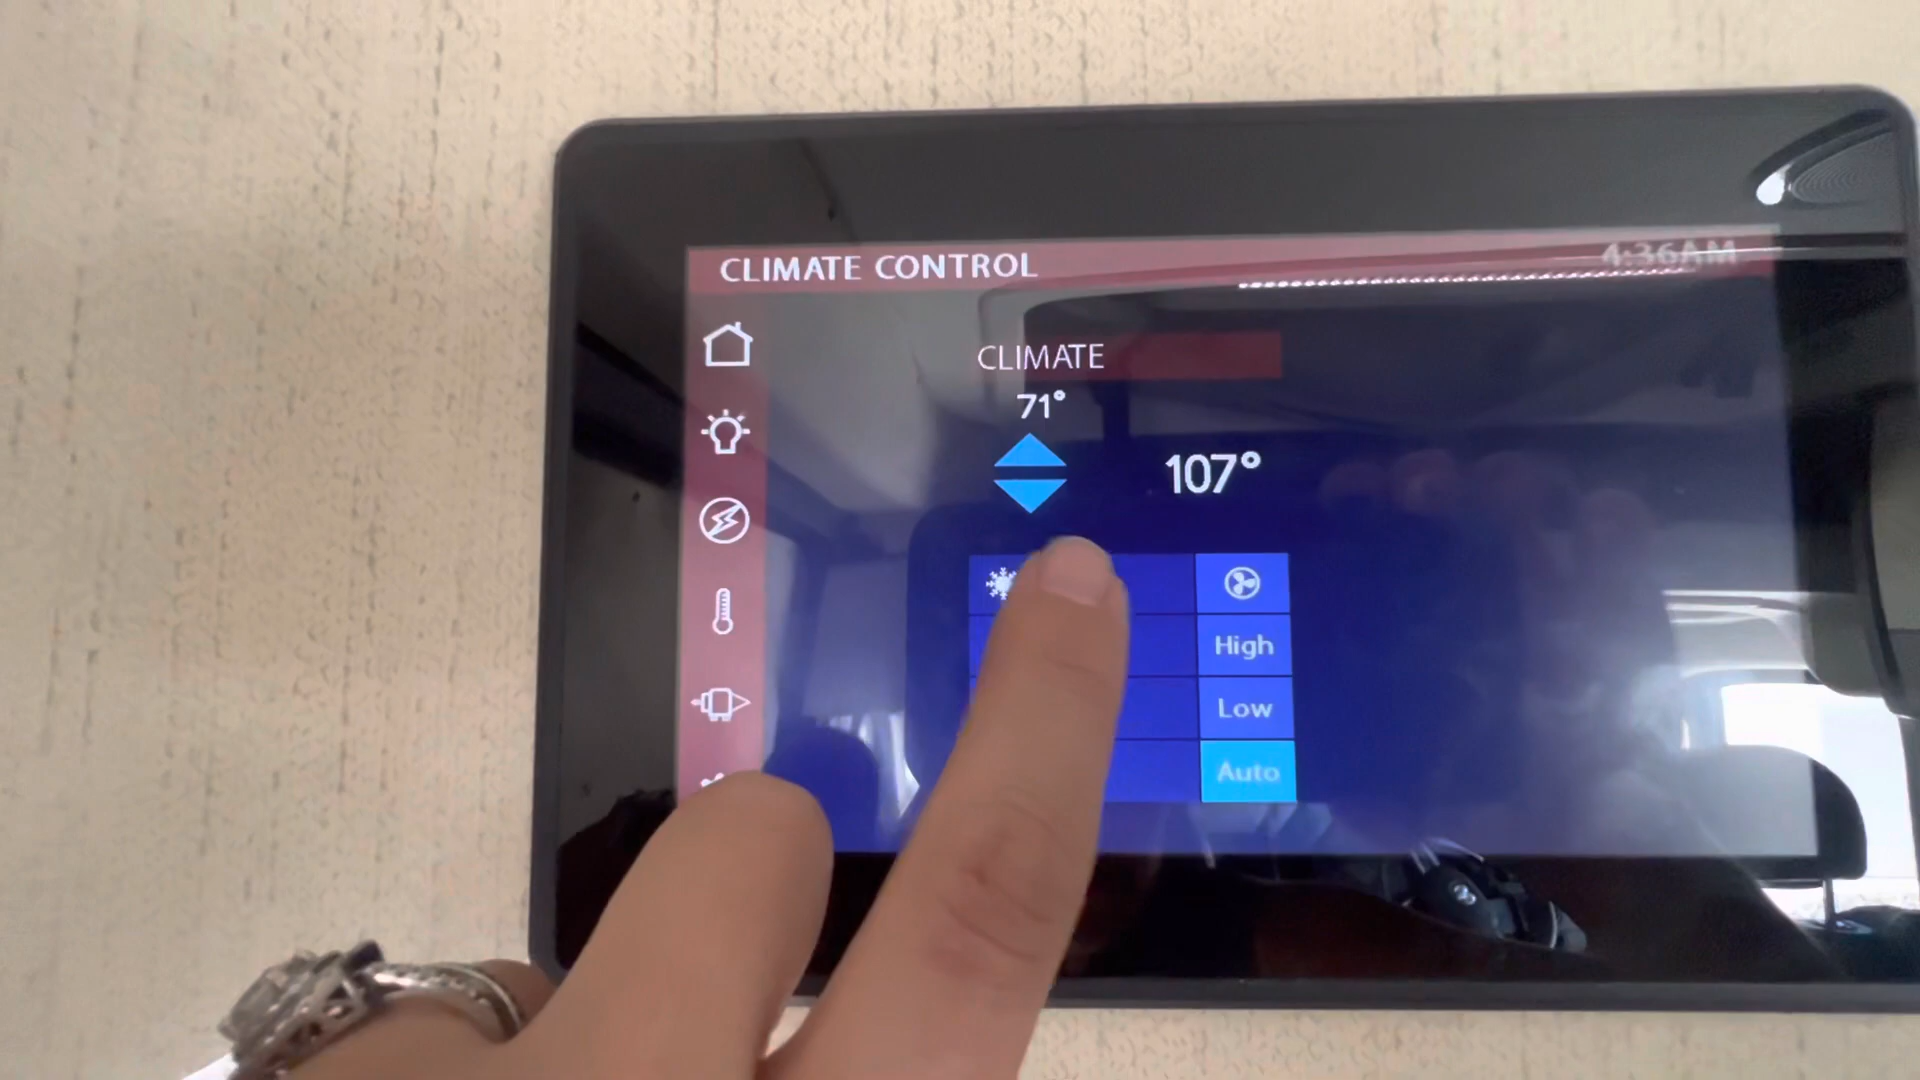 CLIMATE CONTROL
4:36AM
CLIMATE
71°
107°
High
Low
Auto